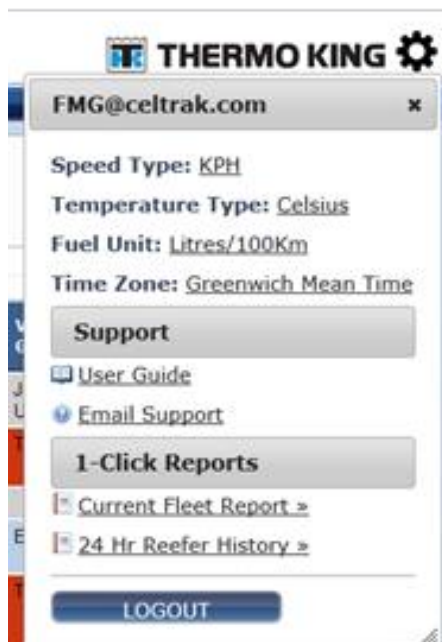 THERMO KING
FMG@celtrak.com
Speed Type: KPH
Temperature Type: Celsius
Fuel Unit: Litres/100Km
Time Zone: Greenwich Mean Time
Support
User Guide
Email Support
1-Click Reports
Current Fleet Report »
24 Hr Reefer History »
LOGOUT